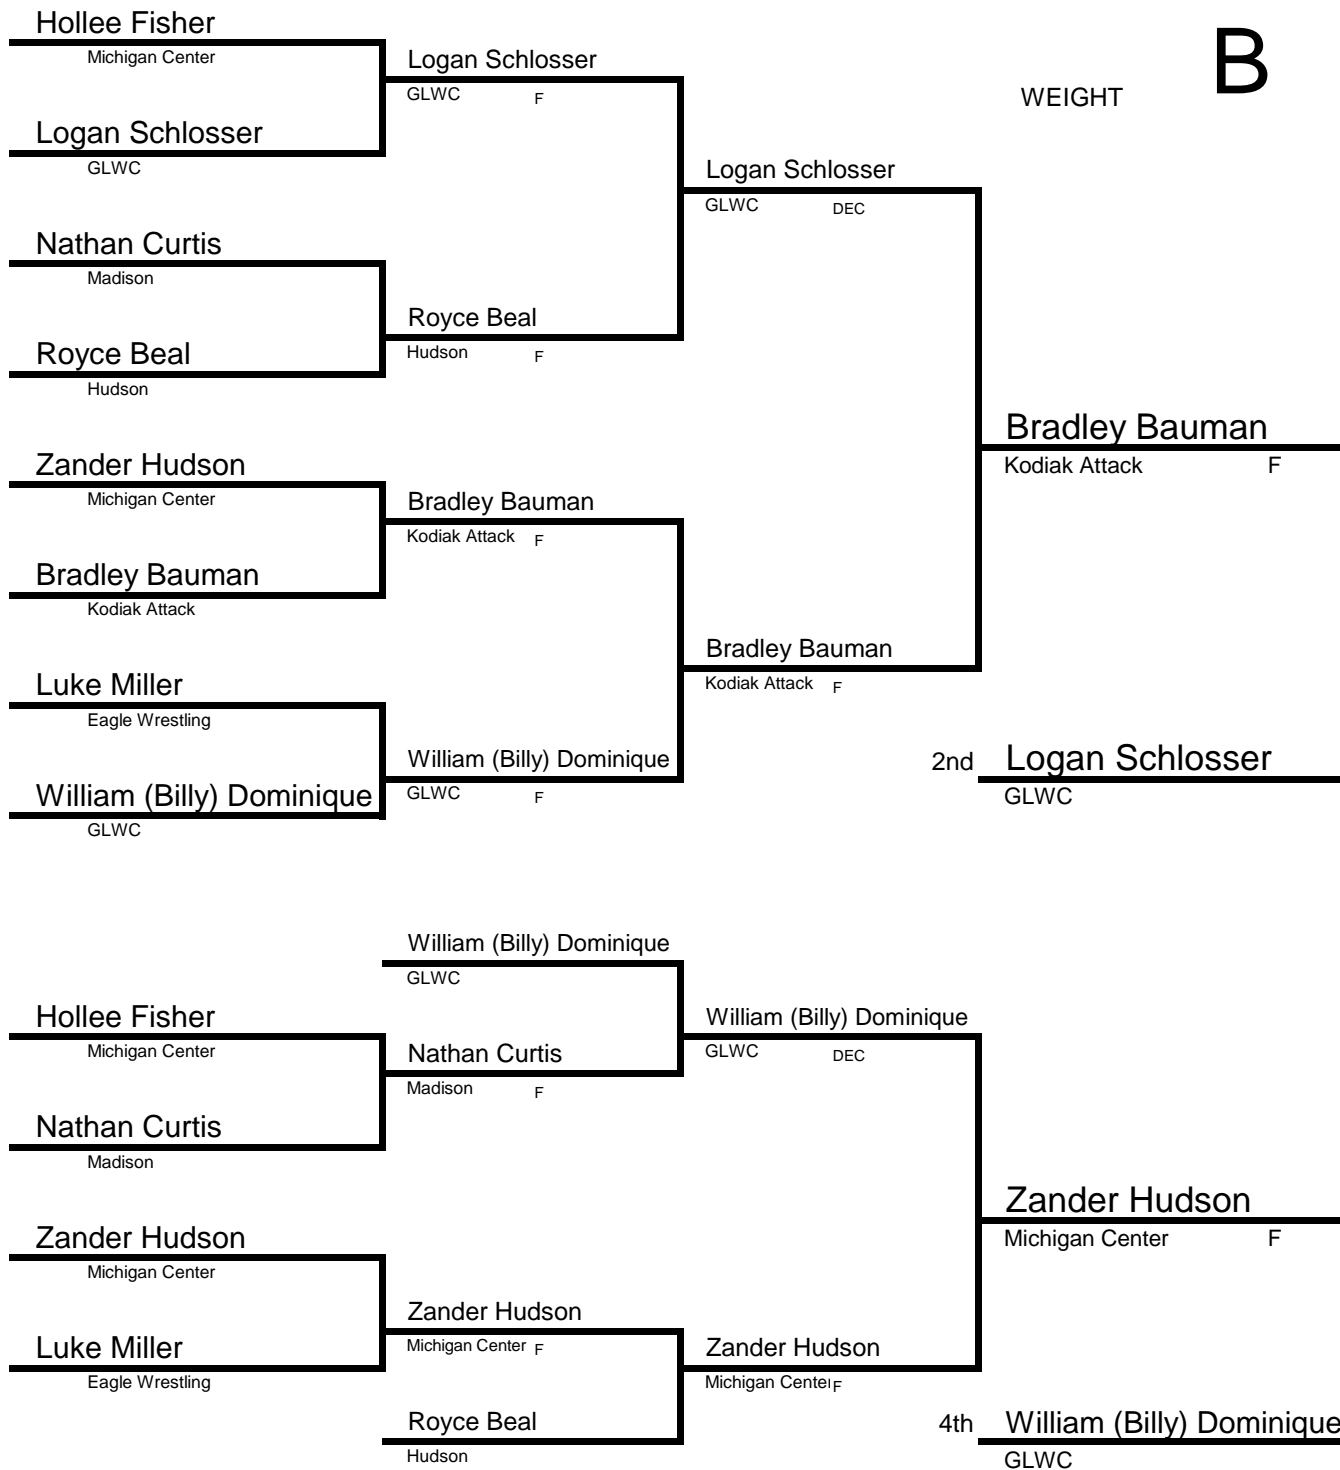 Hollee Fisher
Michigan Center
Logan Schlosser
GLWC F
B
WEIGHT
Logan Schlosser
GLWC
Logan Schlosser
GLWC DEC
Nathan Curtis
Madison
Royce Beal
Hudson F
Royce Beal
Hudson
Bradley Bauman
Kodiak Attack F
Zander Hudson
Michigan Center
Bradley Bauman
Kodiak Attack F
Bradley Bauman
Kodiak Attack
Bradley Bauman
Kodiak Attack F
Luke Miller
Eagle Wrestling
William (Billy) Dominique
GLWC F
2nd Logan Schlosser
GLWC
William (Billy) Dominique
GLWC
William (Billy) Dominique
GLWC
Hollee Fisher
Michigan Center
William (Billy) Dominique
GLWC DEC
Nathan Curtis
Madison F
Nathan Curtis
Madison
Zander Hudson
Michigan Center F
Zander Hudson
Michigan Center
Zander Hudson
Michigan Center F
Luke Miller
Eagle Wrestling
Zander Hudson
Michigan Center F
Royce Beal
Hudson
4th William (Billy) Dominique
GLWC